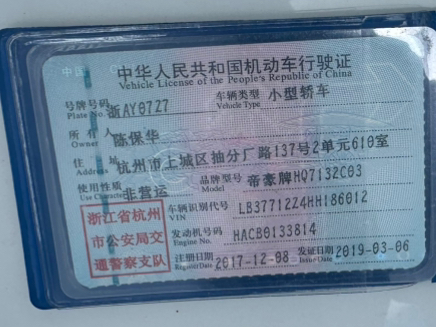 中华人民共和国机动车行驶证
Vehicle License of the People's Republic of China
号牌号码 浙AY07Z7 车辆类型 小型轿车
Plate No. Vehicle Type
所有人 陈保华
Owner
住址 杭州市上城区抽分厂路137号2单元610室
Address
使用性质 非营运 品牌型号 帝豪牌HQ7132C03
Use Character Model
浙江省杭州
市公安局交
通警察支队
车辆识别代号 LB37712Z4HH186012
VIN
发动机号码 HACB0133814
Engine No.
注册日期 2017-12-08 发证日期 2019-03-06
Register Date Issue Date